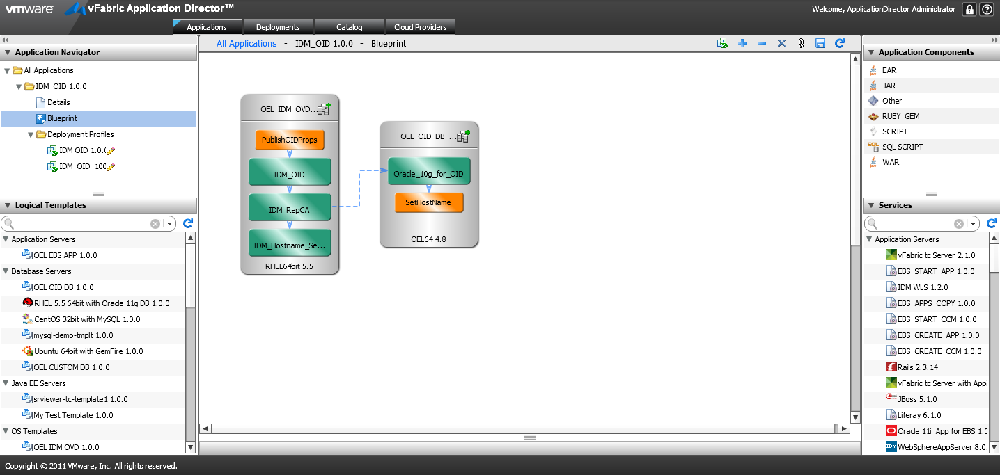 vmware
vFabric Application Director™
Welcome, ApplicationDirector Administrator
Applications
Deployments
Catalog
Cloud Providers
Application Navigator
All Applications
IDM_OID 1.0.0
Details
Blueprint
Deployment Profiles
IDM OID 1.0.(
IDM_OID_100
Logical Templates
Application Servers
OEL EBS APP 1.0.0
Database Servers
OEL OID DB 1.0.0
RHEL 5.5 64bit with Oracle 11g DB 1.0.0
CentOS 32bit with MySQL 1.0.0
mysql-demo-tmplt 1.0.0
Ubuntu 64bit with GemFire 1.0.0
OEL CUSTOM DB 1.0.0
Java EE Servers
srviewer-tc-template1 1.0.0
My Test Template 1.0.0
OS Templates
OEL IDM OVD 1.0.0
All Applications - IDM_OID 1.0.0 - Blueprint
OEL_IDM_OVD...
PublishOIDProps
IDM_OID
IDM_RepCA
IDM_Hostname_Se...
RHEL64bit 5.5
OEL_OID_DB_...
Oracle_10g_for_OID
SetHostName
OEL64 4.8
Application Components
EAR
JAR
Other
RUBY_GEM
SCRIPT
SQL SCRIPT
WAR
Services
Application Servers
vFabric tc Server 2.1.0
EBS_START_APP 1.0.0
IDM WLS 1.2.0
EBS_APPS_COPY 1.0.0
EBS_START_CCM 1.0.0
EBS_CREATE_APP 1.0.0
EBS_CREATE_CCM 1.0.0
Rails 2.3.14
vFabric tc Server with App
JBoss 5.1.0
Liferay 6.1.0
Oracle 11i App for EBS 1.0
WebSphereAppServer 8.0.
Copyright © 2011 VMware, Inc. All rights reserved.